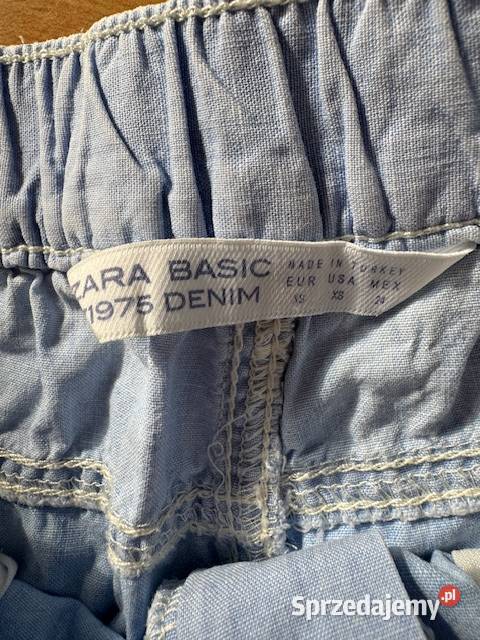 ZARA BASIC
1975 DENIM
MADE IN TURKEY
EUR USA MEX
XS XS 24
Sprzedajemy.pl